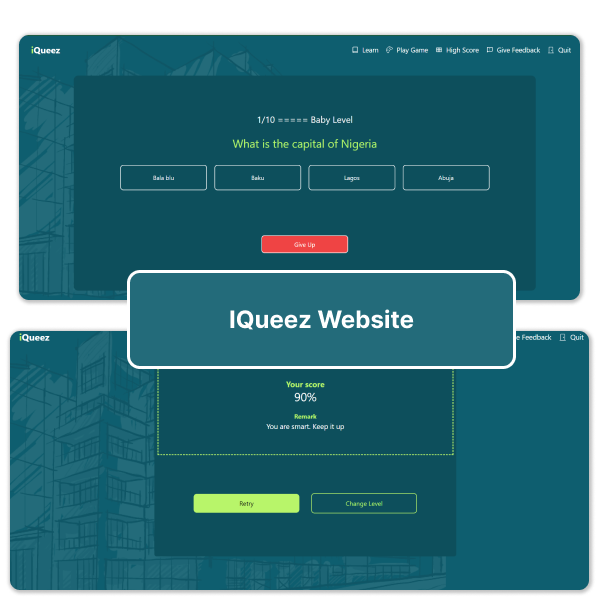 iQueez Learn Play Game High Score Give Feedback Quit
1/10 ===== Baby Level
What is the capital of Nigeria
Bala blu Baku Lagos Abuja
Give Up
IQueez Website
iQueez e Feedback Quit
Your score
90%
Remark
You are smart. Keep it up
Retry Change Level